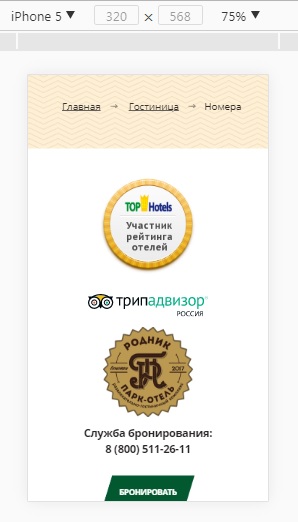 iPhone 5 ▼ 320 × 568 75% ▼
Главная → Гостиница → Номера
TOP Hotels
Участник
рейтинга
отелей
трипадвизор
РОССИЯ
РОДНИК
2017
ПАРК-ОТЕЛЬ
Служба бронирования:
8 (800) 511-26-11
БРОНИРОВАТЬ